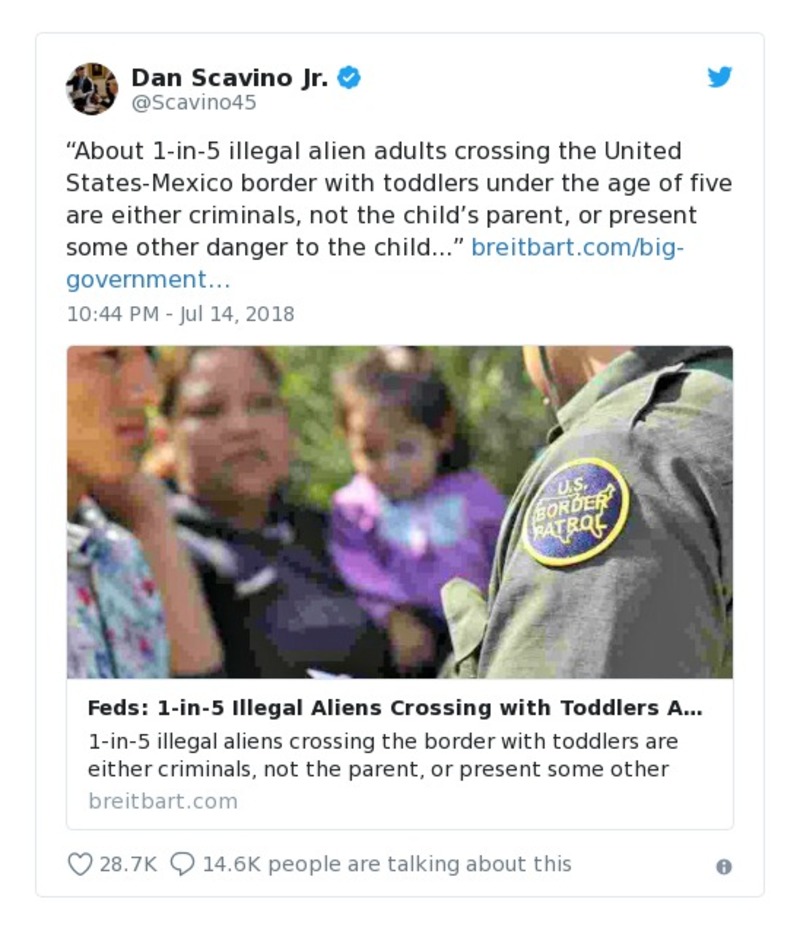 Dan Scavino Jr.
@Scavino45
“About 1-in-5 illegal alien adults crossing the United
States-Mexico border with toddlers under the age of five
are either criminals, not the child’s parent, or present
some other danger to the child...” breitbart.com/big-
government…
10:44 PM - Jul 14, 2018
U.S.
BORDER
PATROL
Feds: 1-in-5 Illegal Aliens Crossing with Toddlers A...
1-in-5 illegal aliens crossing the border with toddlers are
either criminals, not the parent, or present some other
breitbart.com
28.7K 14.6K people are talking about this